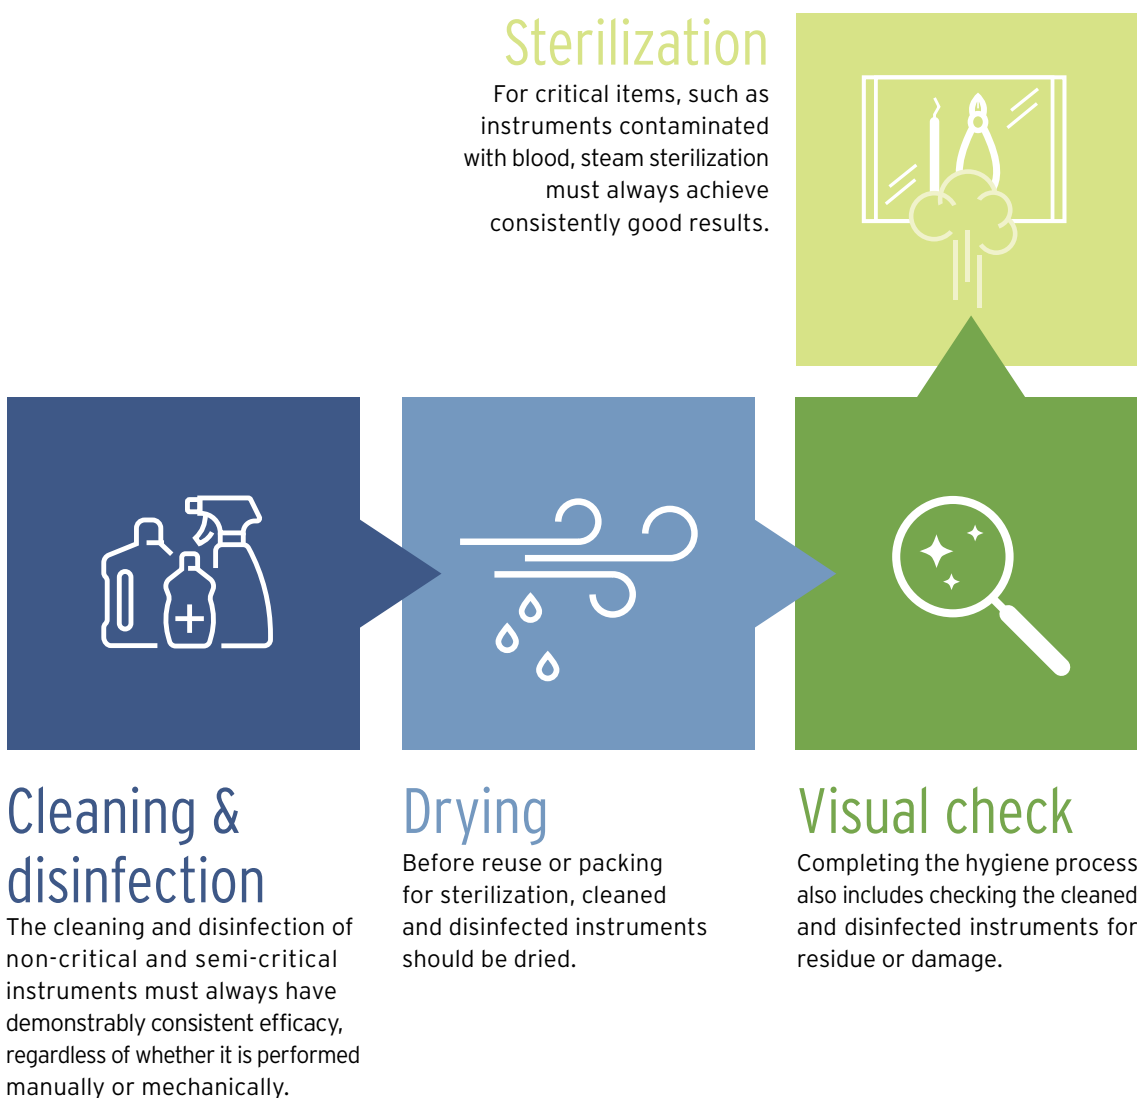 Sterilization
For critical items, such as
instruments contaminated
with blood, steam sterilization
must always achieve
consistently good results.
Cleaning &
disinfection
The cleaning and disinfection of
non-critical and semi-critical
instruments must always have
demonstrably consistent efficacy,
regardless of whether it is performed
manually or mechanically.
Drying
Before reuse or packing
for sterilization, cleaned
and disinfected instruments
should be dried.
Visual check
Completing the hygiene process
also includes checking the cleaned
and disinfected instruments for
residue or damage.